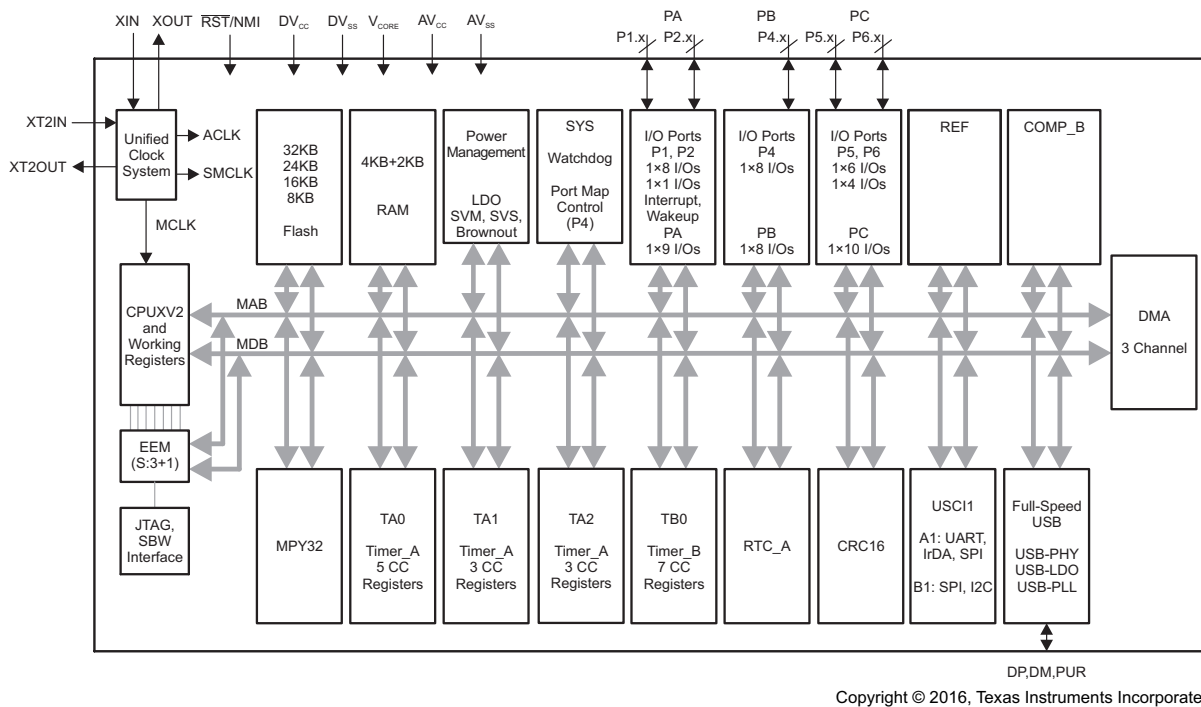 XIN XOUT RST/NMI DVCC DVSS VCORE AVCC AVSS
PA PB PC
P1.x P2.x P4.x P5.x P6.x
XT2IN
XT2OUT
Unified
Clock
System
ACLK
SMCLK
MCLK
32KB
24KB
16KB
8KB
Flash
4KB+2KB
RAM
Power
Management
LDO
SVM, SVS,
Brownout
SYS
Watchdog
Port Map
Control
(P4)
I/O Ports
P1, P2
1×8 I/Os
1×1 I/Os
Interrupt,
Wakeup
PA
1×9 I/Os
I/O Ports
P4
1×8 I/Os
PB
1×8 I/Os
I/O Ports
P5, P6
1×6 I/Os
1×4 I/Os
PC
1×10 I/Os
REF
COMP_B
CPUXV2
and
Working
Registers
MAB
MDB
DMA
3 Channel
EEM
(S:3+1)
JTAG,
SBW
Interface
MPY32
TA0
Timer_A
5 CC
Registers
TA1
Timer_A
3 CC
Registers
TA2
Timer_A
3 CC
Registers
TB0
Timer_B
7 CC
Registers
RTC_A
CRC16
USCI1
A1: UART,
IrDA, SPI
B1: SPI, I2C
Full-Speed
USB
USB-PHY
USB-LDO
USB-PLL
DP,DM,PUR
Copyright © 2016, Texas Instruments Incorporate